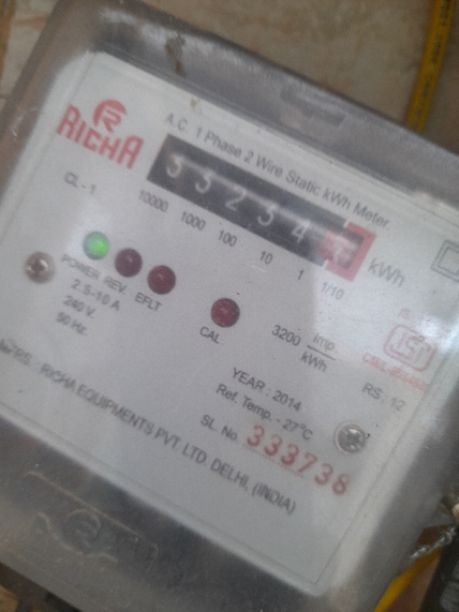 RICHA
A.C. 1 Phase 2 Wire Static kWh Meter
CL - 1
kWh
10000 1000 100 10 1 1/10
POWER REV EFLT
2.5-10 A
240 V.
50 Hz.
CAL
3200 Imp. kWh
RS : 12
YEAR : 2014
Ref. Temp. - 27°C
SL. No. 333738
RICHA EQUIPMENTS PVT. LTD. DELHI, (INDIA)